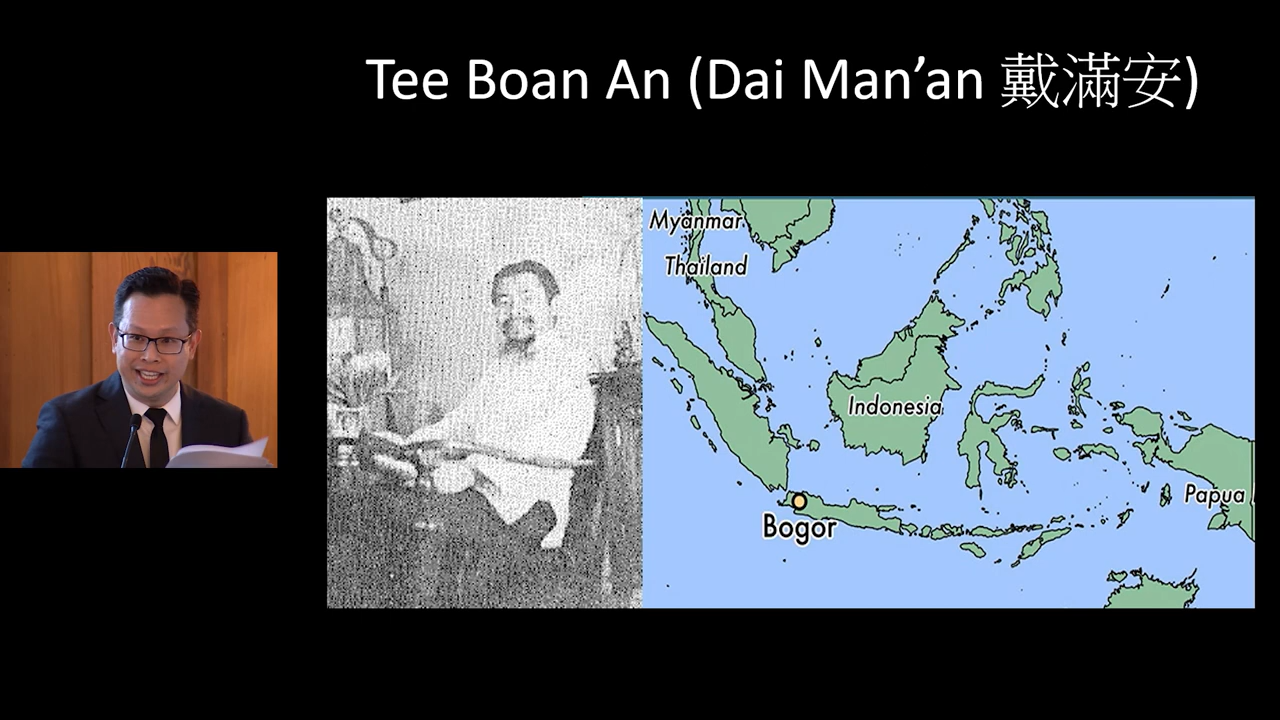 Tee Boan An (Dai Man’an 戴滿安)
Myanmar
Thailand
Indonesia
Papua
Bogor